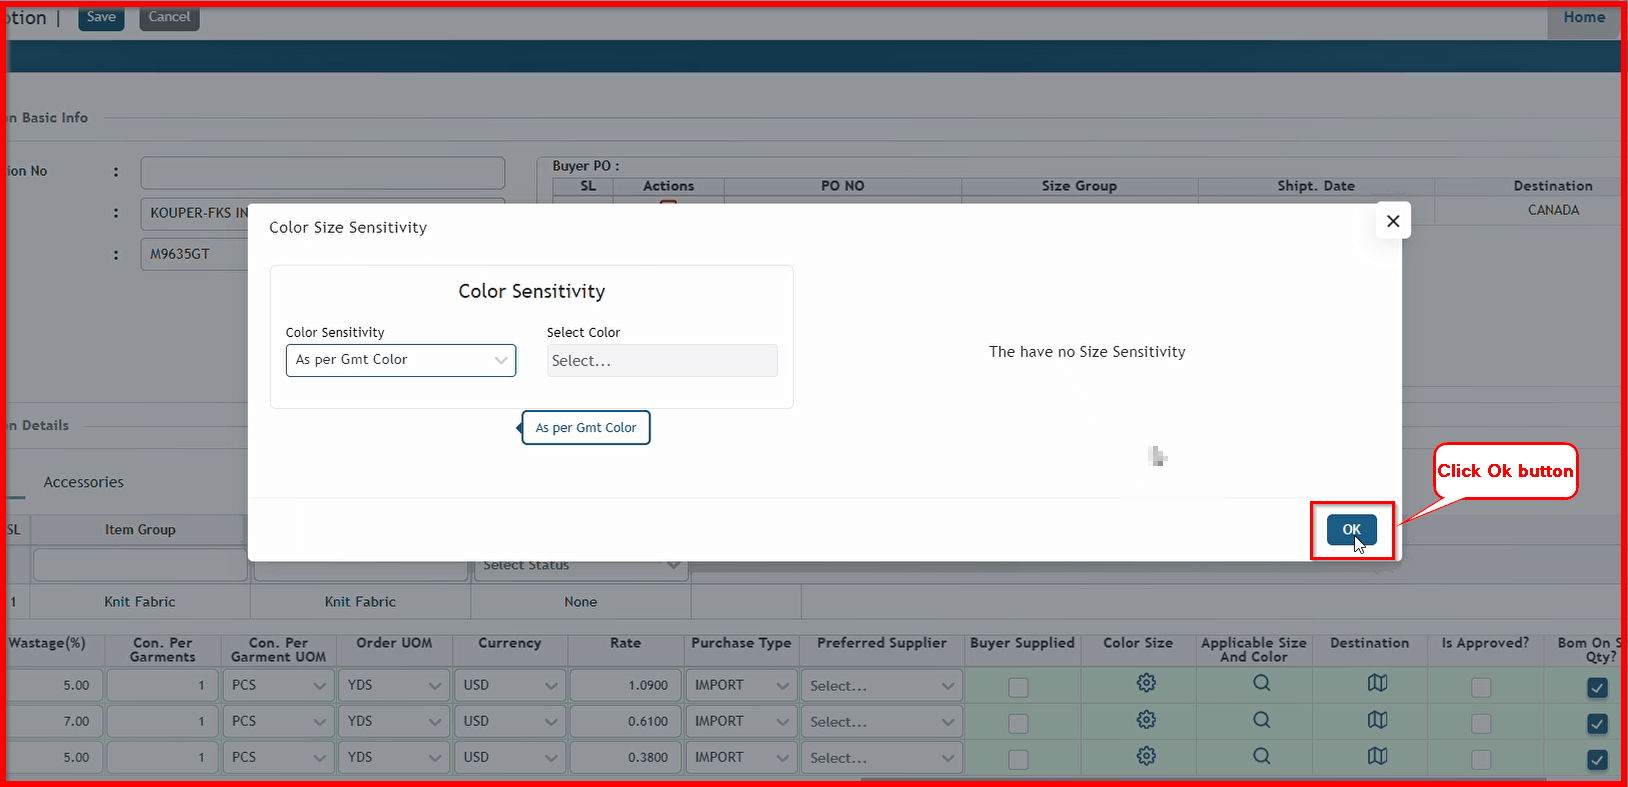 otion | Save Cancel Home
on Basic Info
ion No :
Buyer PO :
SL Actions PO NO Size Group Shipt. Date Destination
: KOUPER-FKS IN
CANADA
: M9635GT
Color Size Sensitivity
Color Sensitivity
Color Sensitivity Select Color
As per Gmt Color Select...
The have no Size Sensitivity
As per Gmt Color
on Details
Click Ok button
Accessories
SL Item Group
OK
Select Status
1 Knit Fabric Knit Fabric None
Wastage(%) Con. Per Garments Con. Per Garment UOM Order UOM Currency Rate Purchase Type Preferred Supplier Buyer Supplied Color Size Applicable Size And Color Destination Is Approved? Bom On S Qty?
5.00 1 PCS YDS USD 1.0900 IMPORT Select...
7.00 1 PCS YDS USD 0.6100 IMPORT Select...
5.00 1 PCS YDS USD 0.3800 IMPORT Select...